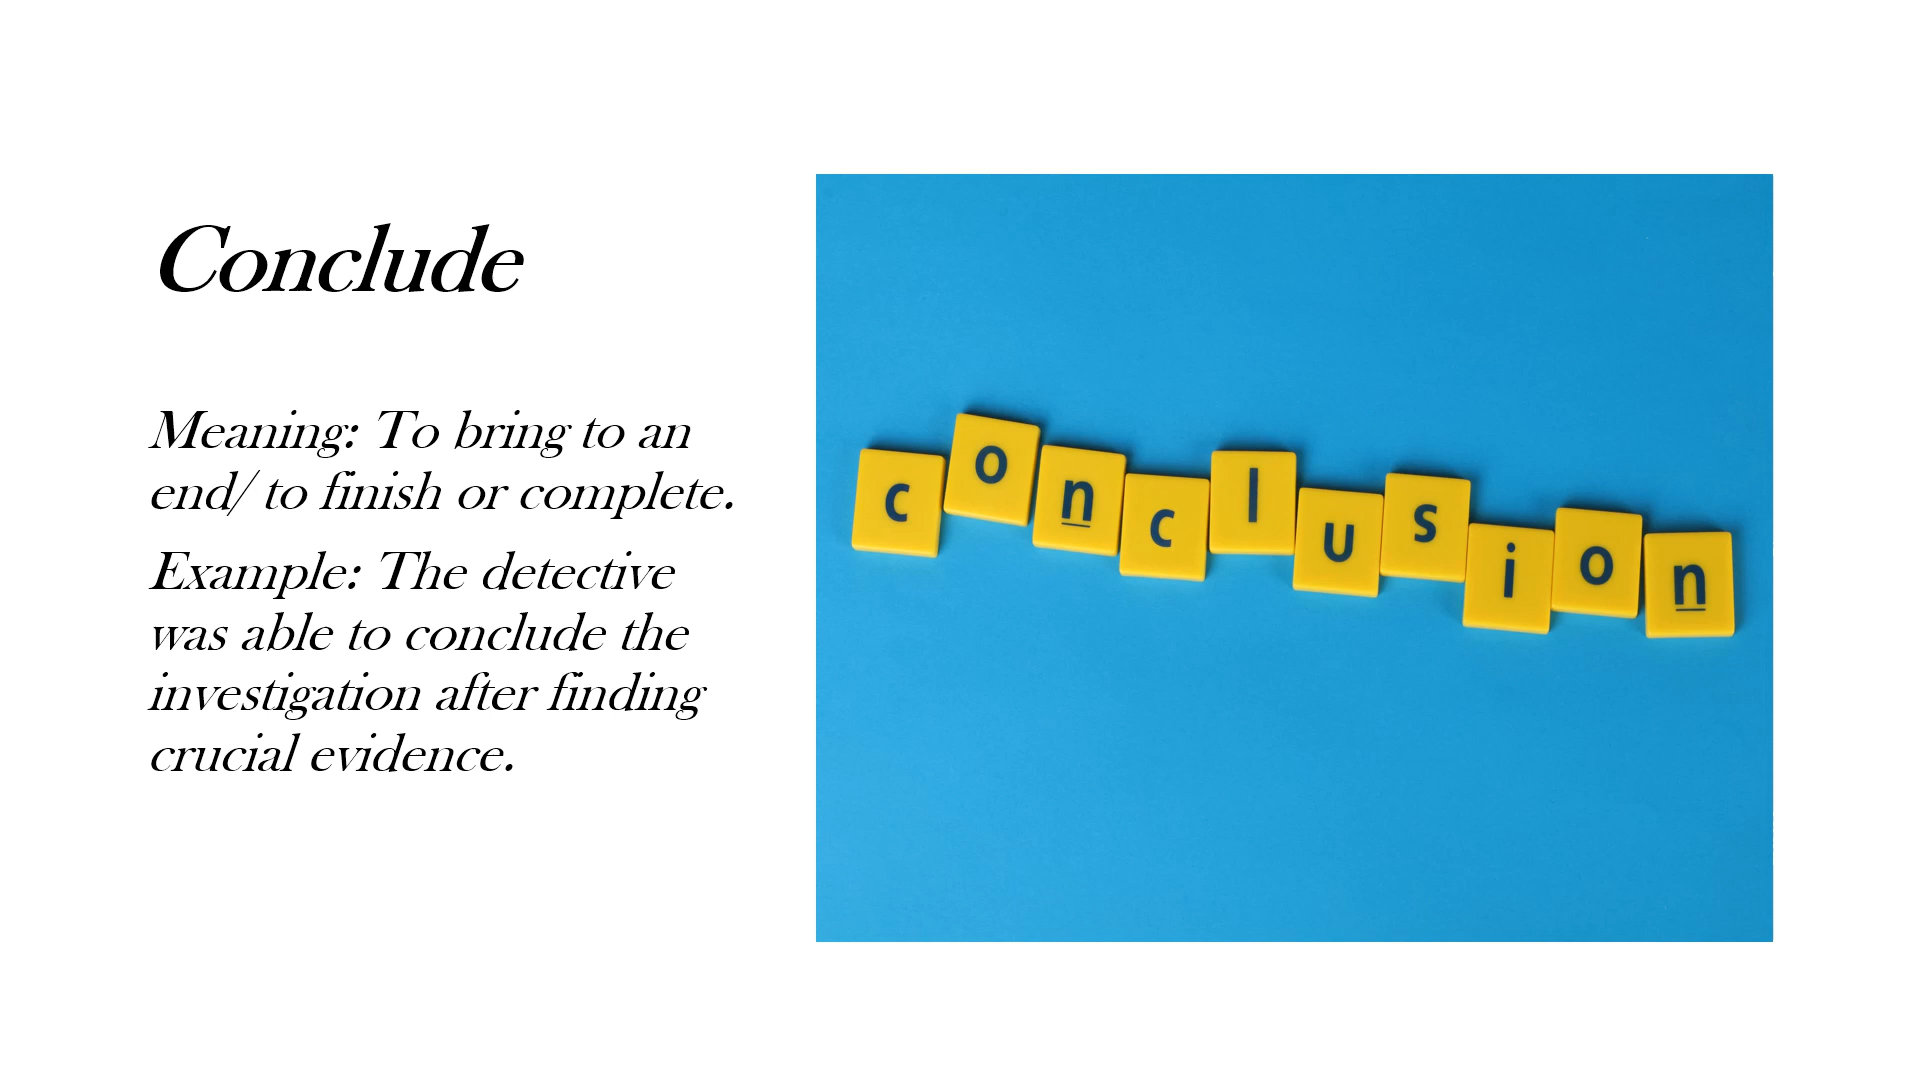 Conclude
Meaning: To bring to an
end/ to finish or complete.
Example: The detective
was able to conclude the
investigation after finding
crucial evidence.
conclusion